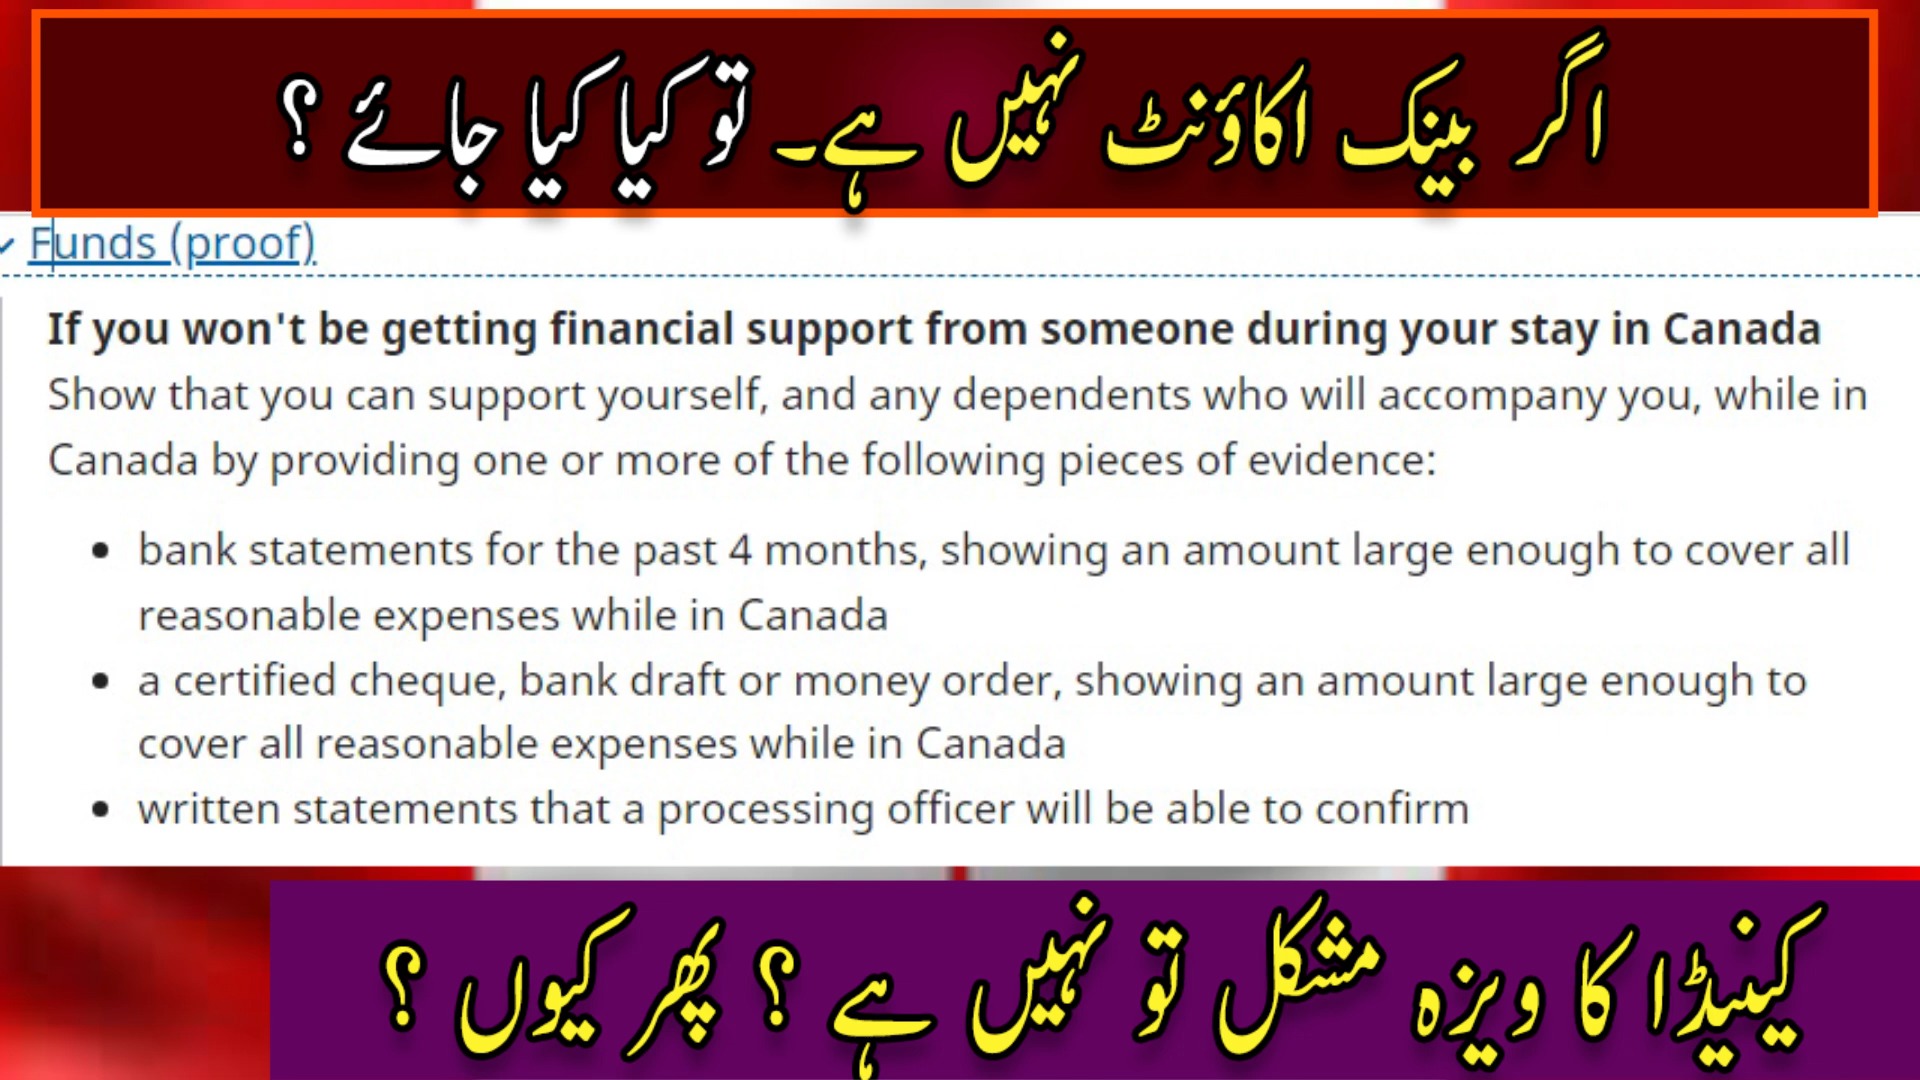 اگر بینک اکاؤنٹ نہیں ہے۔ تو کیا کیا جائے ؟
Funds (proof)
If you won't be getting financial support from someone during your stay in Canada
Show that you can support yourself, and any dependents who will accompany you, while in
Canada by providing one or more of the following pieces of evidence:
• bank statements for the past 4 months, showing an amount large enough to cover all
reasonable expenses while in Canada
• a certified cheque, bank draft or money order, showing an amount large enough to
cover all reasonable expenses while in Canada
• written statements that a processing officer will be able to confirm
کینیڈا کا ویزہ مشکل تو نہیں ہے ؟ پھر کیوں ؟